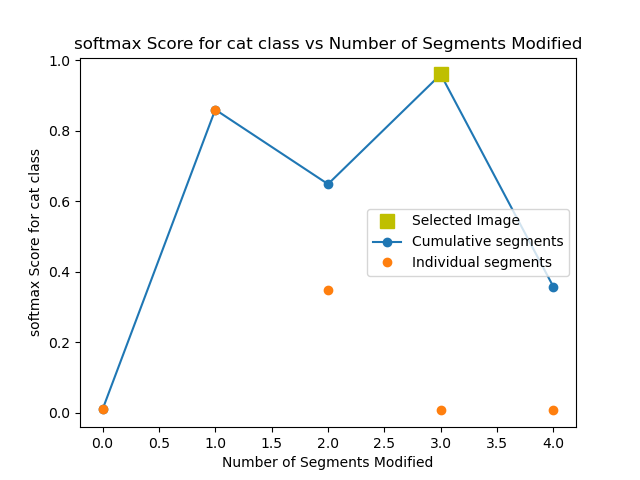 softmax Score for cat class vs Number of Segments Modified
1.0
0.8
0.6
0.4
0.2
0.0
softmax Score for cat class
Selected Image
Cumulative segments
Individual segments
0.0 0.5 1.0 1.5 2.0 2.5 3.0 3.5 4.0
Number of Segments Modified